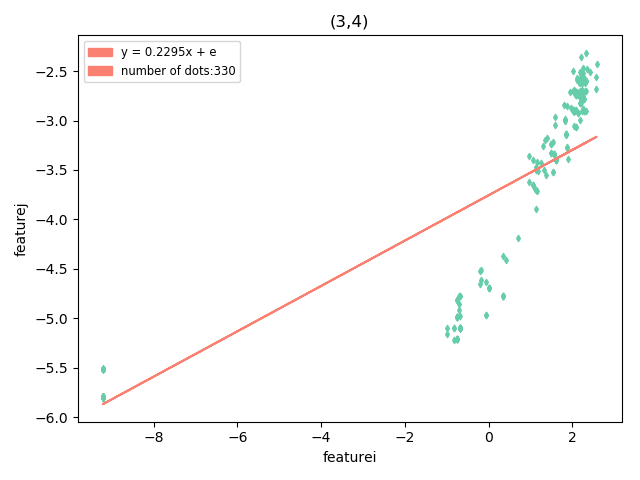 (3,4)
y = 0.2295x + e
number of dots:330
−2.5
−3.0
−3.5
−4.0
−4.5
−5.0
−5.5
−6.0
featurej
−8 −6 −4 −2 0 2
featurei